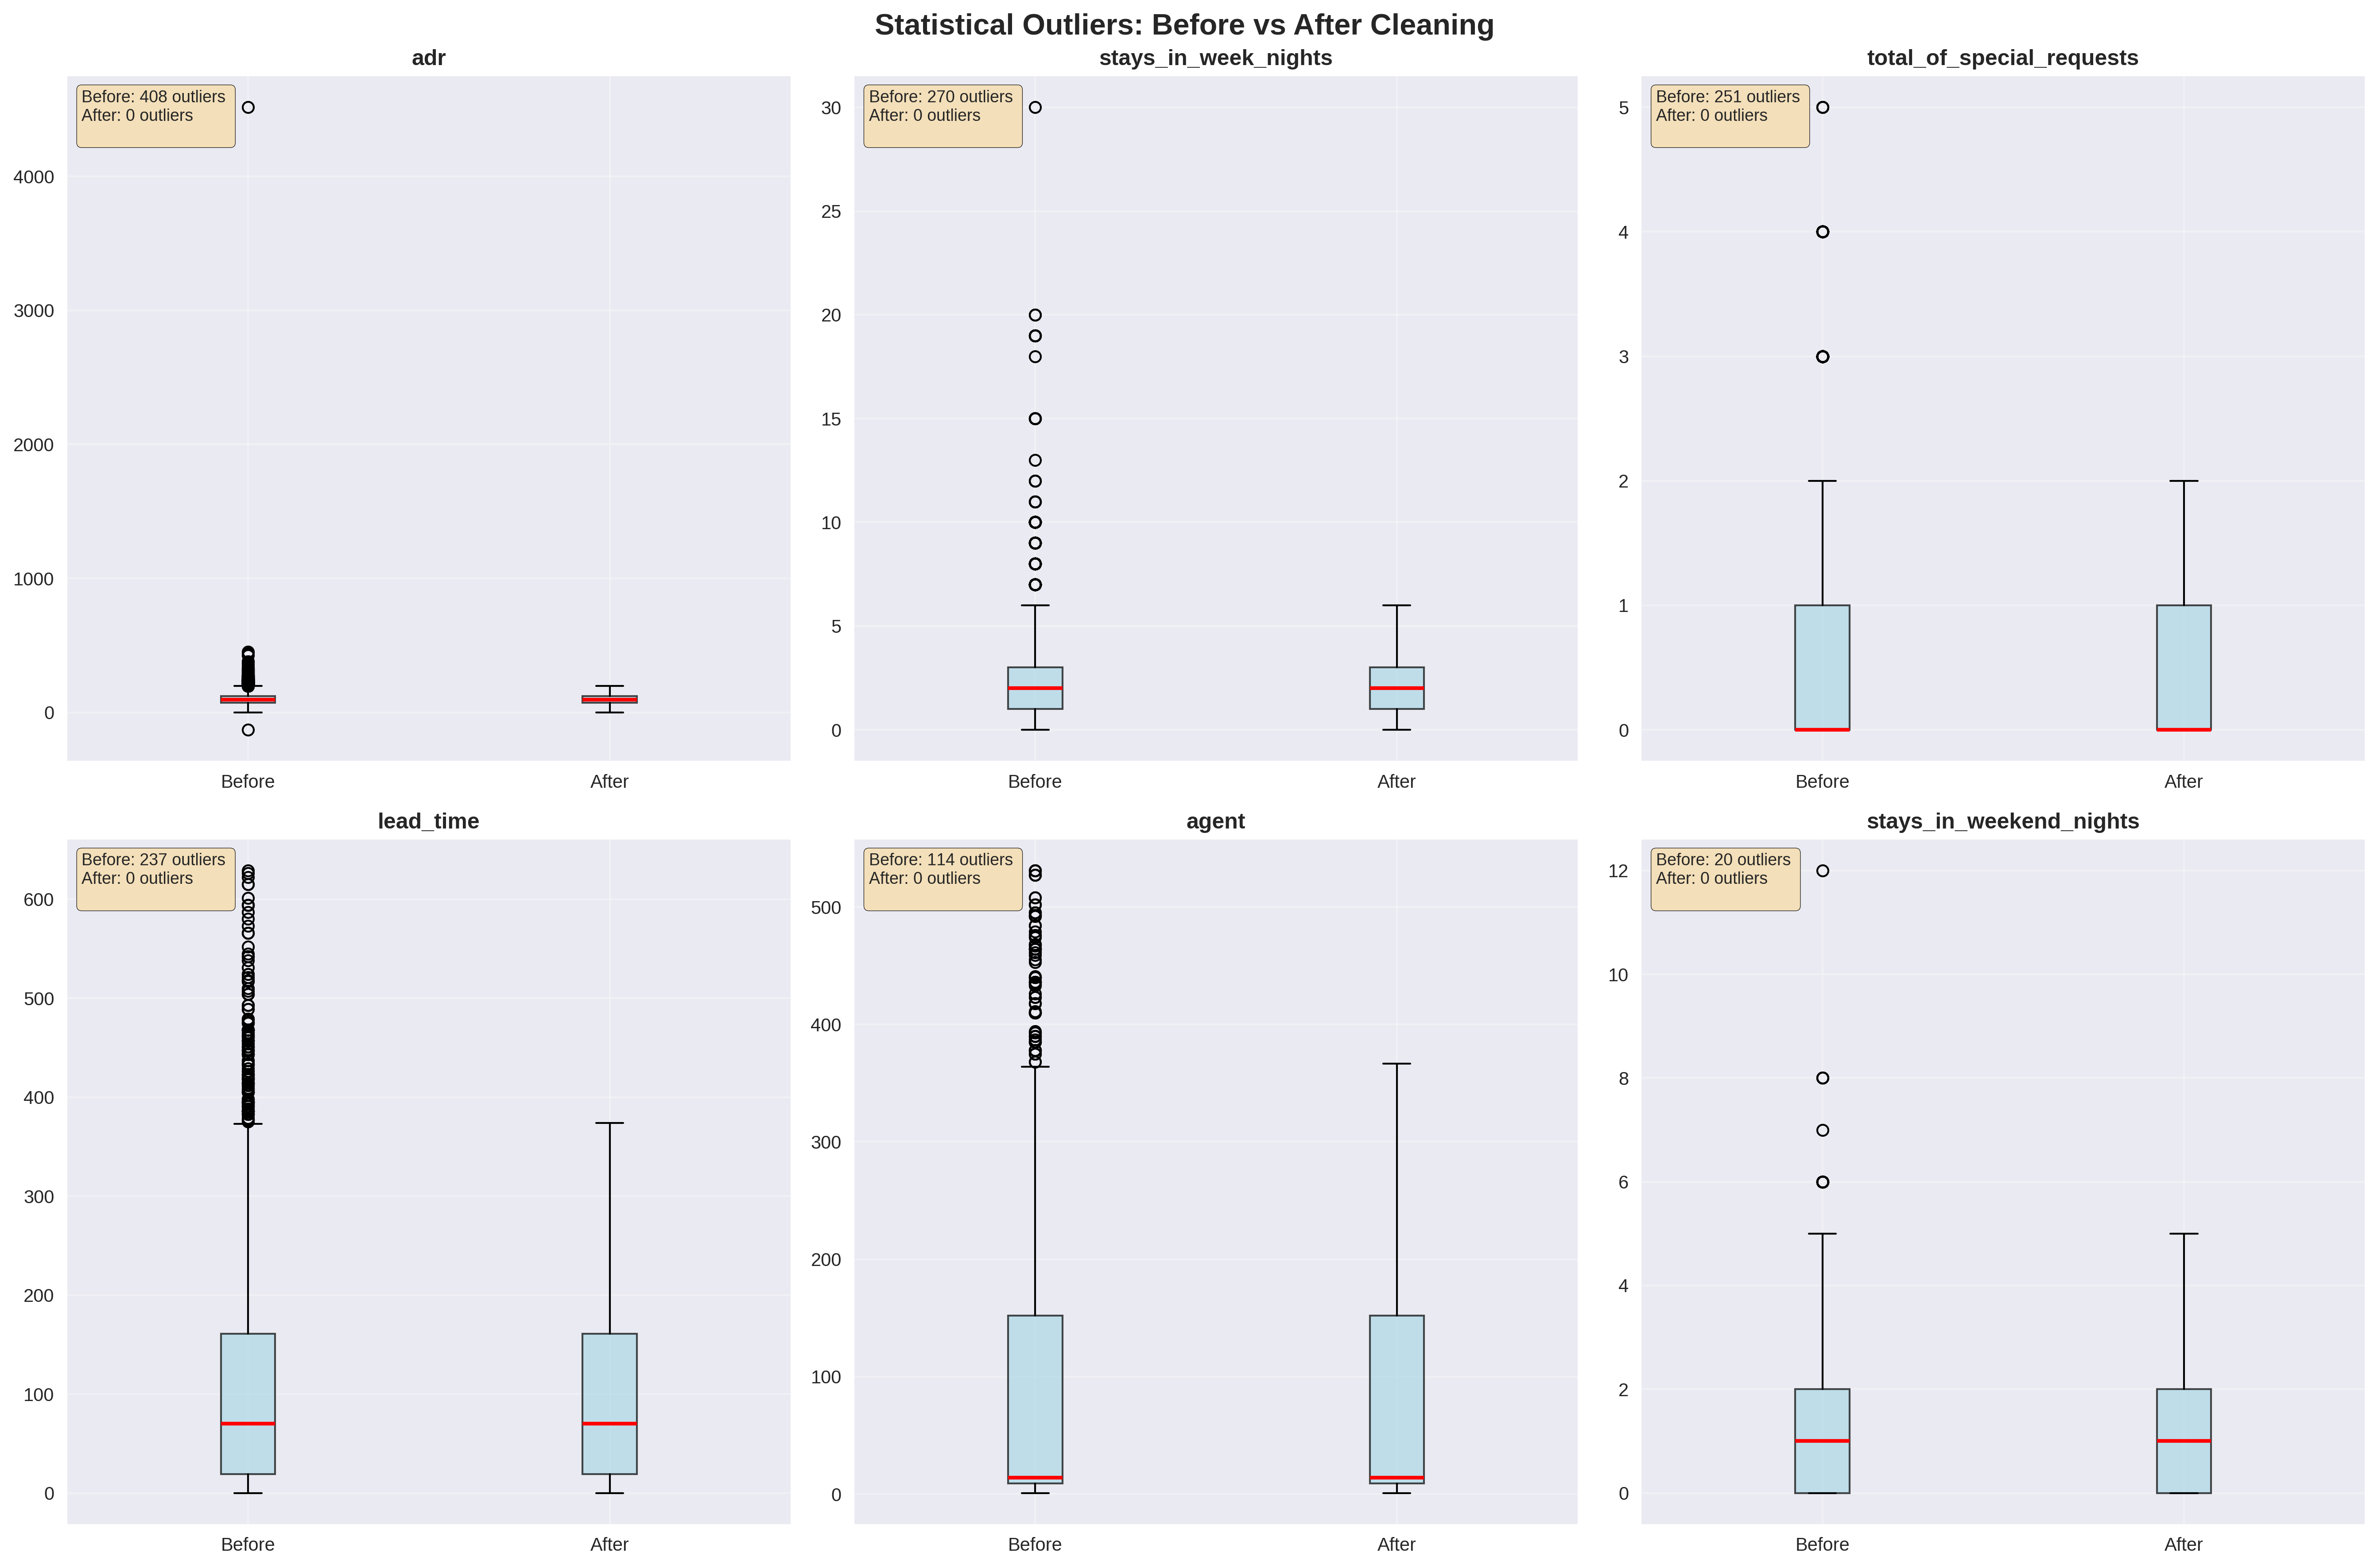 Statistical Outliers: Before vs After Cleaning
adr
Before: 408 outliers
After: 0 outliers
4000
3000
2000
1000
0
Before
After
stays_in_week_nights
Before: 270 outliers
After: 0 outliers
30
25
20
15
10
5
0
Before
After
total_of_special_requests
Before: 251 outliers
After: 0 outliers
5
4
3
2
1
0
Before
After
lead_time
Before: 237 outliers
After: 0 outliers
600
500
400
300
200
100
0
Before
After
agent
Before: 114 outliers
After: 0 outliers
500
400
300
200
100
0
Before
After
stays_in_weekend_nights
Before: 20 outliers
After: 0 outliers
12
10
8
6
4
2
0
Before
After